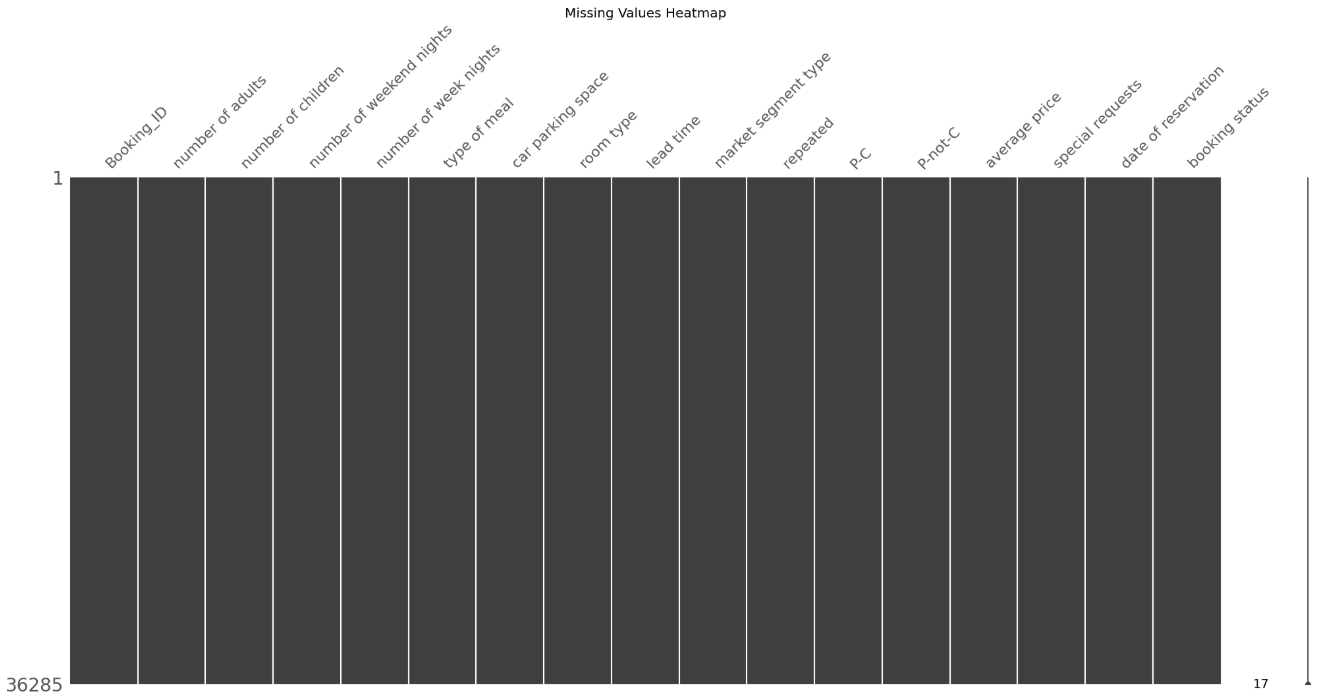 Missing Values Heatmap
Booking_ID
number of adults
number of children
number of weekend nights
number of week nights
type of meal
car parking space
room type
lead time
market segment type
repeated
P-C
P-not-C
average price
special requests
date of reservation
booking status
1
36285
17